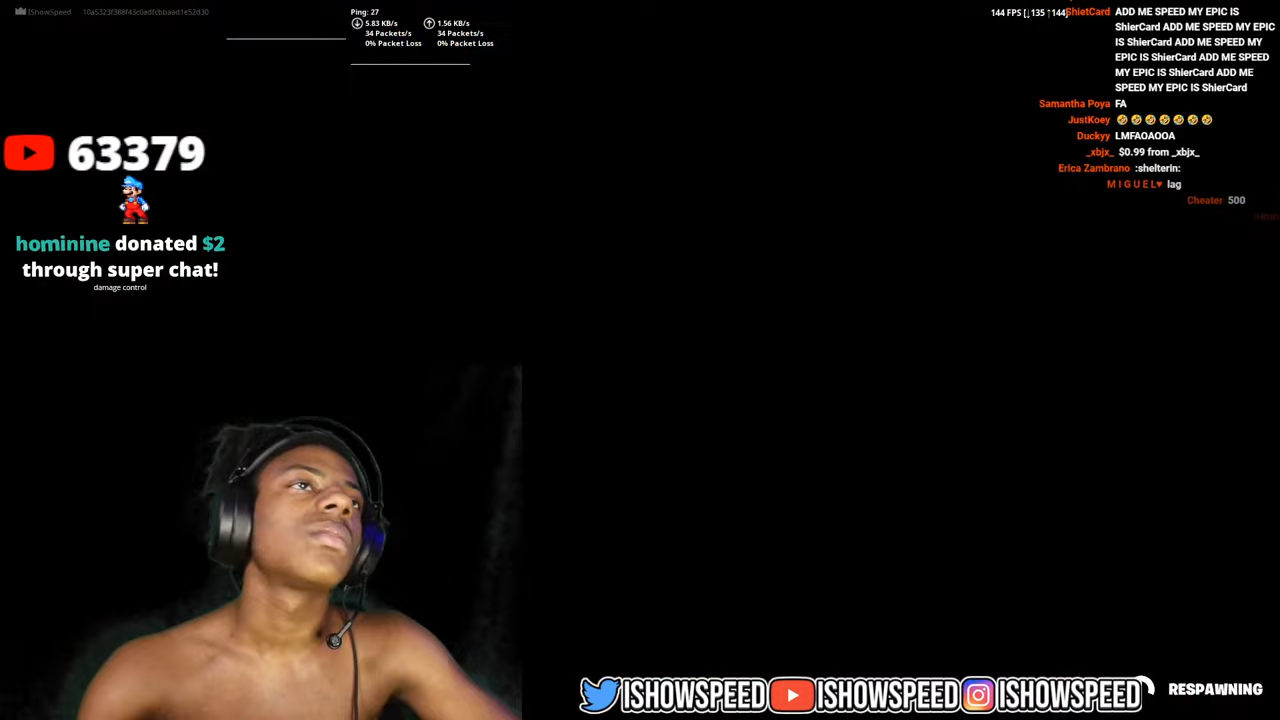 IShowSpeed
Ping: 27
5.83 KB/s 1.56 KB/s
34 Packets/s 34 Packets/s
0% Packet Loss 0% Packet Loss
144 FPS [↓135 ↑144]
ShietCard ADD ME SPEED MY EPIC IS
ShierCard ADD ME SPEED MY EPIC
IS ShierCard ADD ME SPEED MY
EPIC IS ShierCard ADD ME SPEED
MY EPIC IS ShierCard ADD ME
SPEED MY EPIC IS ShierCard
Samantha Poya FA
JustKoey 🤣🤣🤣🤣🤣🤣🤣
Duckyy LMFAOAOOA
_xbjx_ $0.99 from _xbjx_
Erica Zambrano :shelterin:
M I G U E L♥ lag
Cheater 500
63379
hominine donated $2
through super chat!
damage control
ISHOWSPEED ISHOWSPEED ISHOWSPEED
RESPAWNING